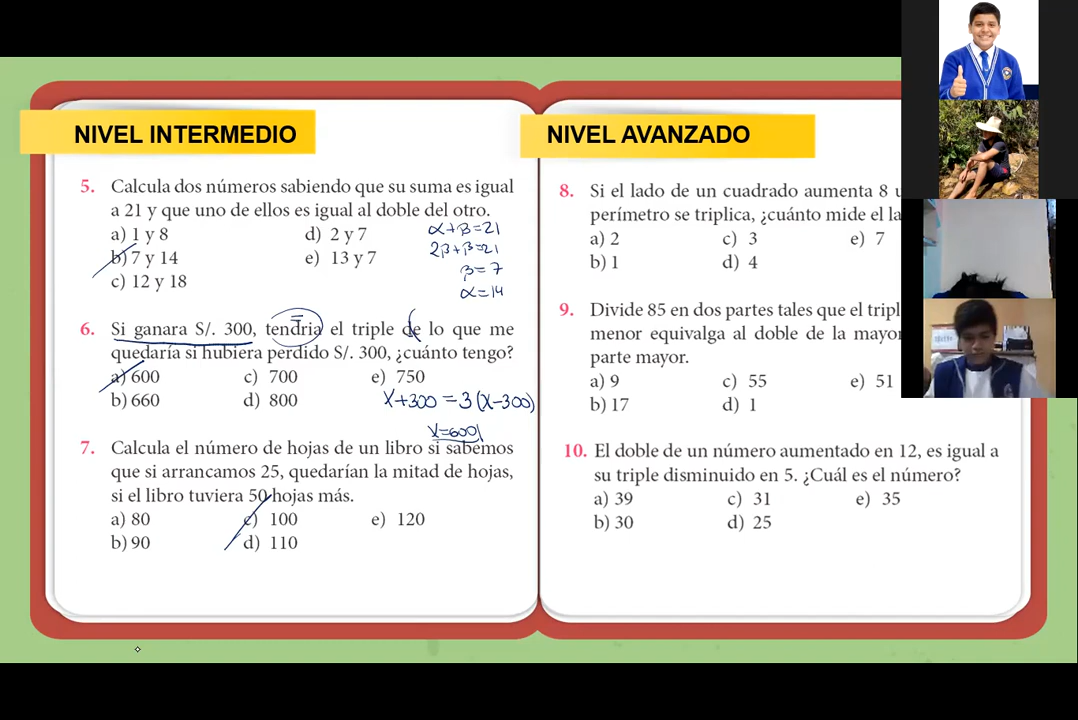 NIVEL INTERMEDIO
5. Calcula dos números sabiendo que su suma es igual
a 21 y que uno de ellos es igual al doble del otro.
a) 1 y 8
d) 2 y 7
b) 7 y 14
e) 13 y 7
c) 12 y 18
α+β=21
2β+β=21
β=7
α=14
6. Si ganara S/. 300, tendria el triple de lo que me
quedaría si hubiera perdido S/. 300, ¿cuánto tengo?
a) 600
c) 700
e) 750
b) 660
d) 800
x+300=3(x-300)
x=600
7. Calcula el número de hojas de un libro si sabemos
que si arrancamos 25, quedarían la mitad de hojas,
si el libro tuviera 50 hojas más.
a) 80
c) 100
e) 120
b) 90
d) 110
NIVEL AVANZADO
8. Si el lado de un cuadrado aumenta 8 u
perímetro se triplica, ¿cuánto mide el la
a) 2
c) 3
e) 7
b) 1
d) 4
9. Divide 85 en dos partes tales que el tripl
menor equivalga al doble de la mayor
parte mayor.
a) 9
c) 55
e) 51
b) 17
d) 1
10. El doble de un número aumentado en 12, es igual a
su triple disminuido en 5. ¿Cuál es el número?
a) 39
c) 31
e) 35
b) 30
d) 25